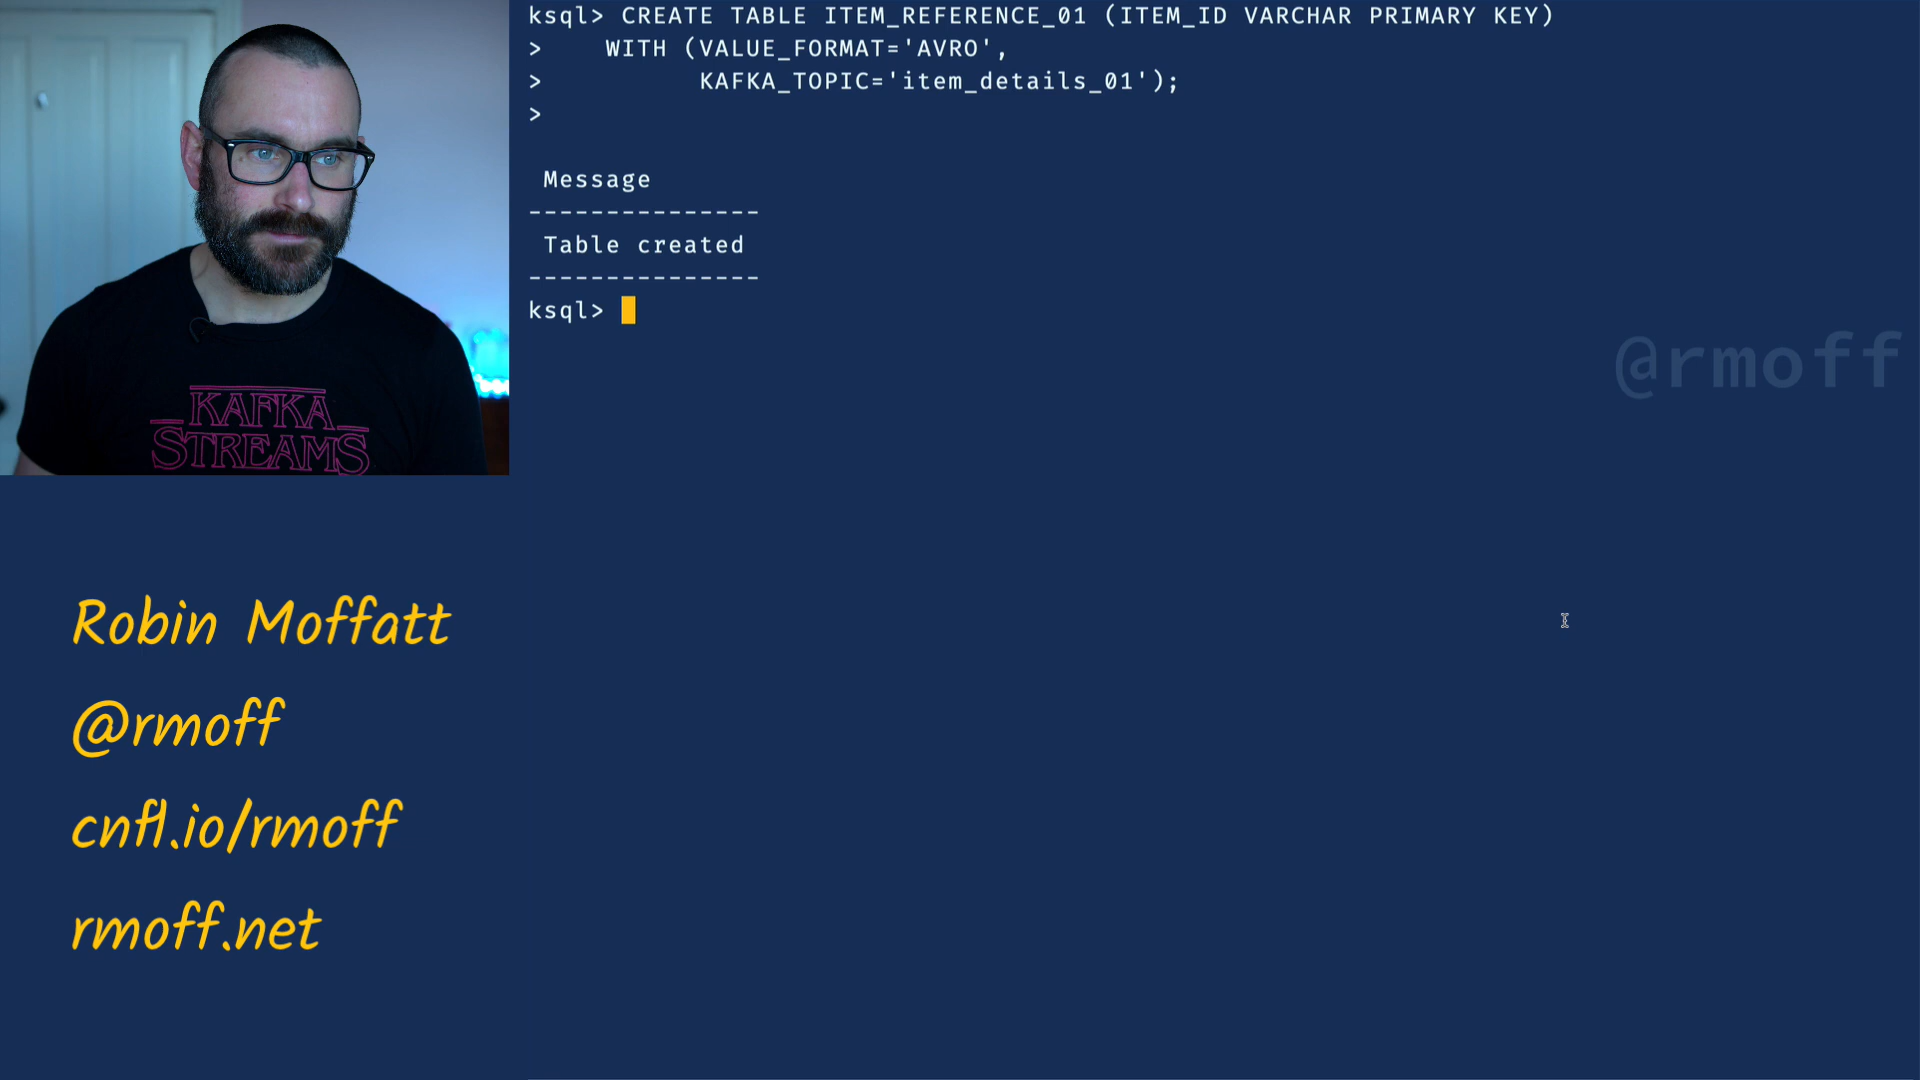 ksql> CREATE TABLE ITEM_REFERENCE_01 (ITEM_ID VARCHAR PRIMARY KEY)
>    WITH (VALUE_FORMAT='AVRO',
>          KAFKA_TOPIC='item_details_01');
>
Message
---------------
Table created
---------------
ksql>
@rmoff
KAFKA
STREAMS
Robin Moffatt
@rmoff
cnfl.io/rmoff
rmoff.net